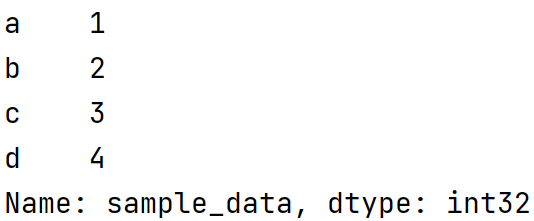 a    1
b    2
c    3
d    4
Name: sample_data, dtype: int32